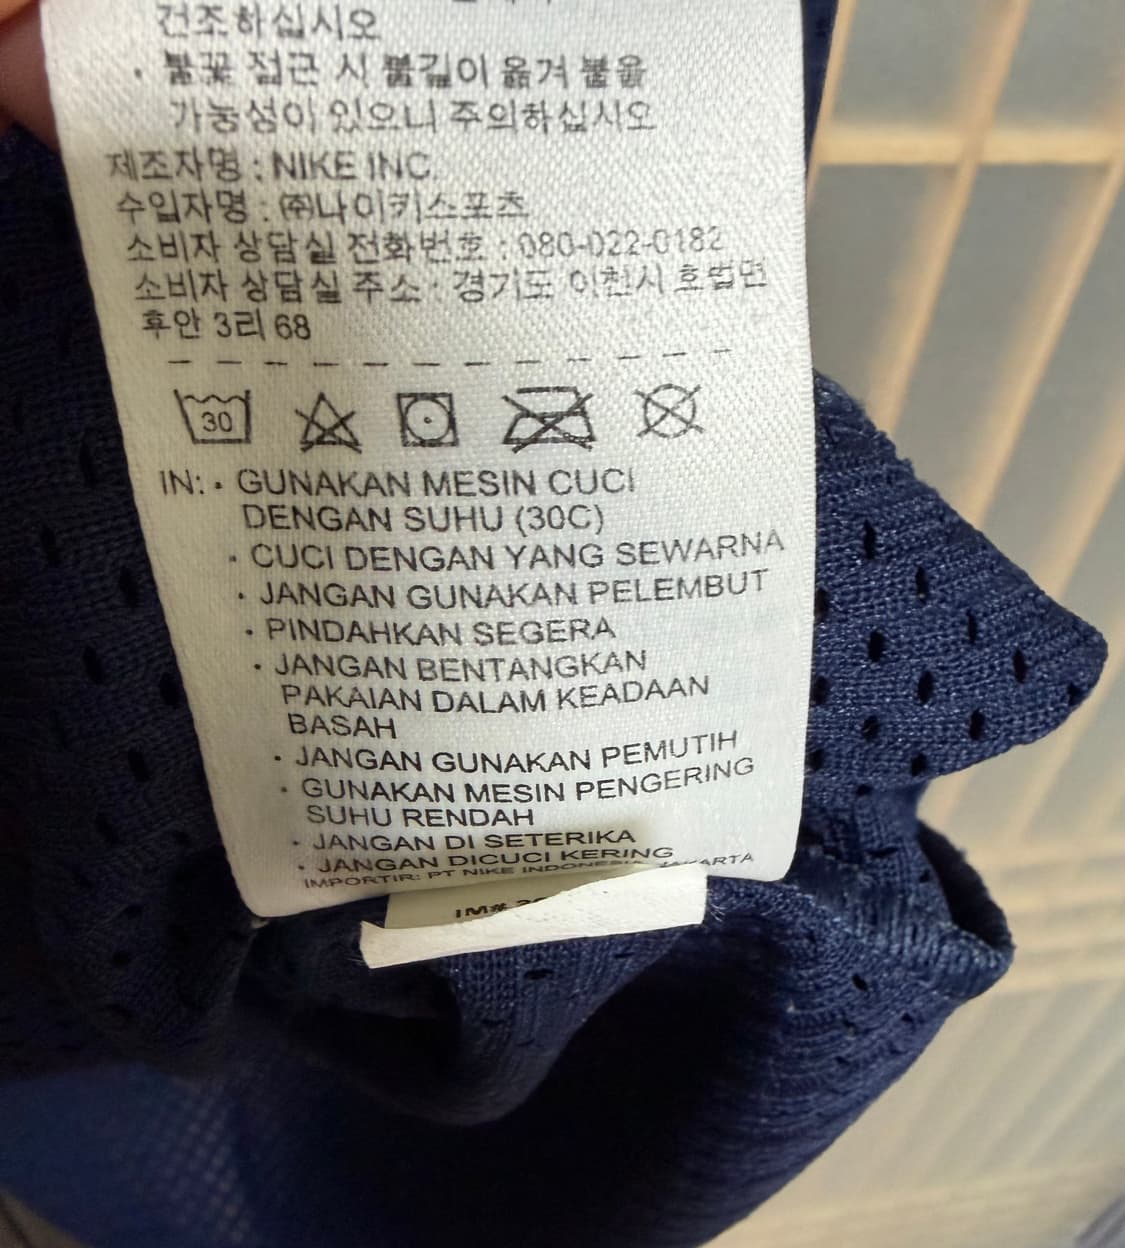 건조하십시오
· 불꽃 접근 시 불길이 옮겨 붙을
가능성이 있으니 주의하십시오
제조자명 : NIKE INC.
수입자명 : ㈜나이키스포츠
소비자 상담실 전화번호 : 080-022-0182
소비자 상담실 주소 : 경기도 이천시 호법면
후안 3리 68
30
IN: · GUNAKAN MESIN CUCI
DENGAN SUHU (30C)
· CUCI DENGAN YANG SEWARNA
· JANGAN GUNAKAN PELEMBUT
· PINDAHKAN SEGERA
· JANGAN BENTANGKAN
PAKAIAN DALAM KEADAAN
BASAH
· JANGAN GUNAKAN PEMUTIH
· GUNAKAN MESIN PENGERING
SUHU RENDAH
· JANGAN DI SETERIKA
· JANGAN DICUCI KERING
IMPORTIR: PT NIKE INDONESIA JAKARTA
IM#